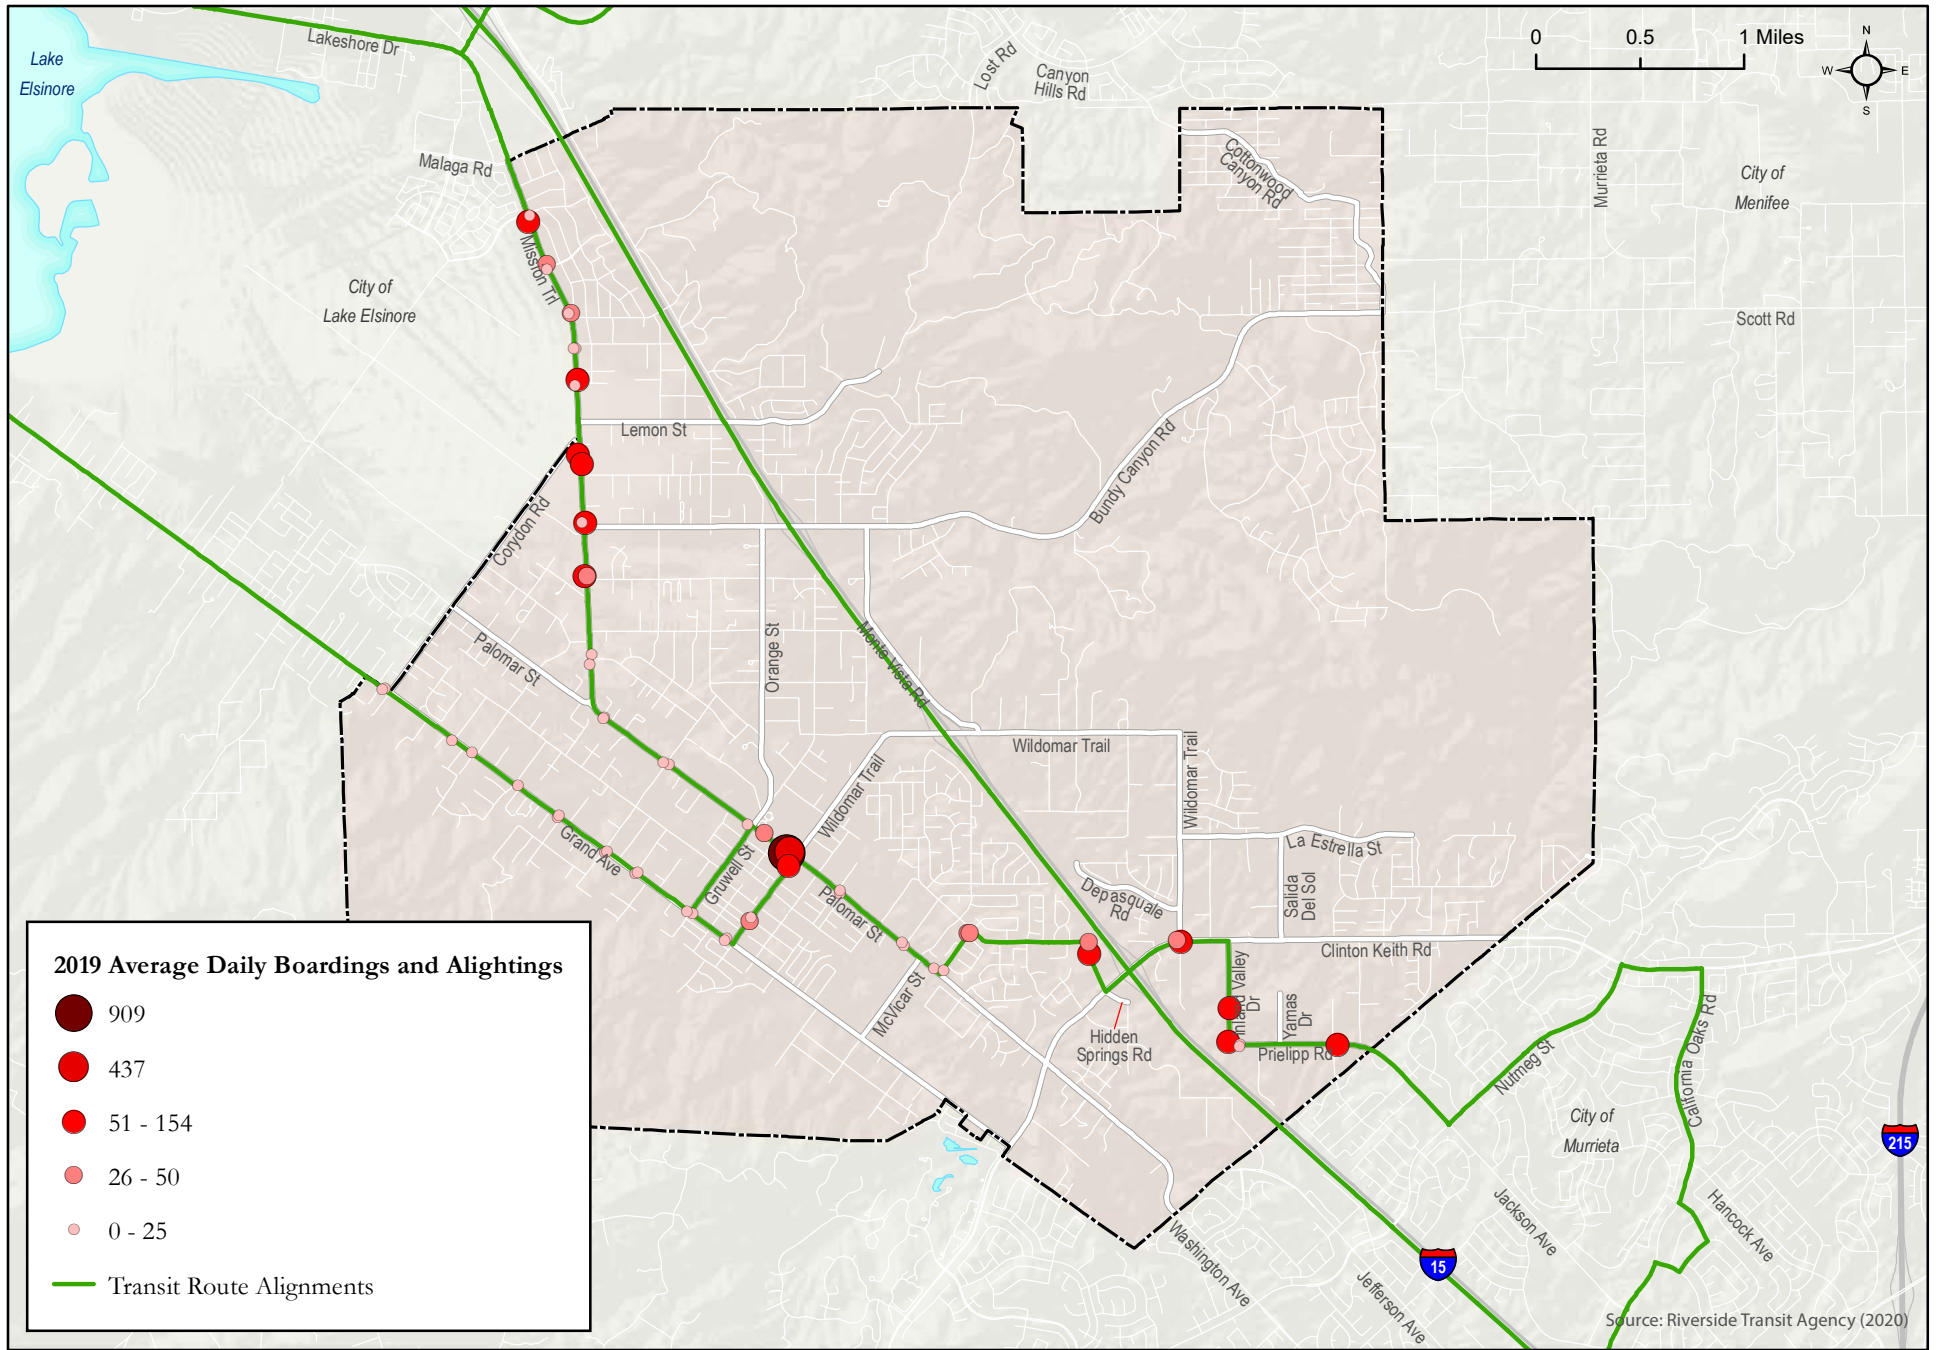 Lake
Elsinore
Lakeshore Dr
Lost Rd
Canyon
Hills Rd
0 0.5 1 Miles
N
W E
S
Malaga Rd
Cottonwood
Canyon Rd
Murrieta Rd
City of
Menifee
Mission Trl
City of
Lake Elsinore
Scott Rd
Lemon St
Bundy Canyon Rd
Corydon Rd
Palomar St
Orange St
Monte Vista Rd
Wildomar Trail
Wildomar Trail
Wildomar Trail
Grand Ave
Gruwell St
Palomar St
La Estrella St
Depasquale
Rd
Salida
Del Sol
Clinton Keith Rd
McVicar St
Inland Valley
Dr
Yamas
Dr
Hidden
Springs Rd
Prielipp Rd
Nutmeg St
California Oaks Rd
City of
Murrieta
215
Jackson Ave
Hancock Ave
Washington Ave
Jefferson Ave
15
2019 Average Daily Boardings and Alightings
909
437
51 - 154
26 - 50
0 - 25
Transit Route Alignments
Source: Riverside Transit Agency (2020)